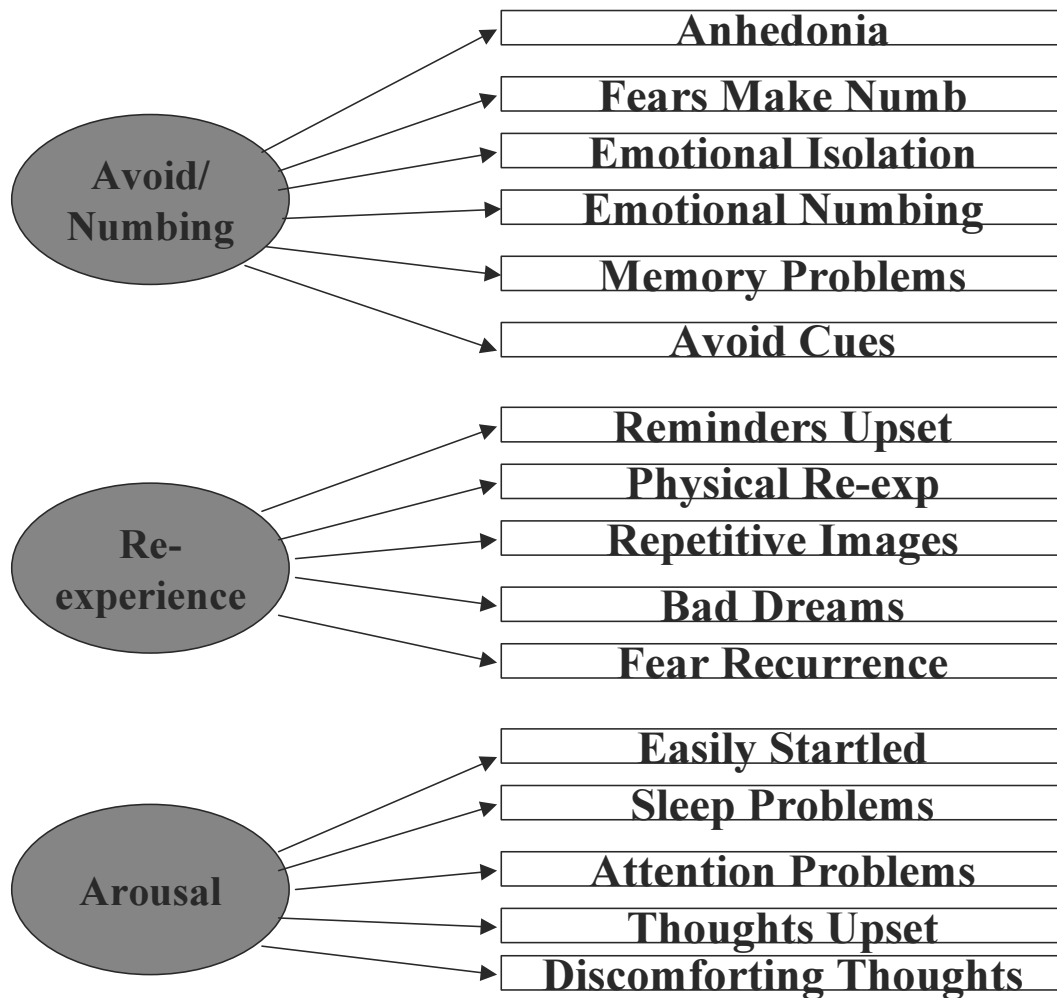 Avoid/
Numbing
Anhedonia
Fears Make Numb
Emotional Isolation
Emotional Numbing
Memory Problems
Avoid Cues
Re-
experience
Reminders Upset
Physical Re-exp
Repetitive Images
Bad Dreams
Fear Recurrence
Arousal
Easily Startled
Sleep Problems
Attention Problems
Thoughts Upset
Discomforting Thoughts